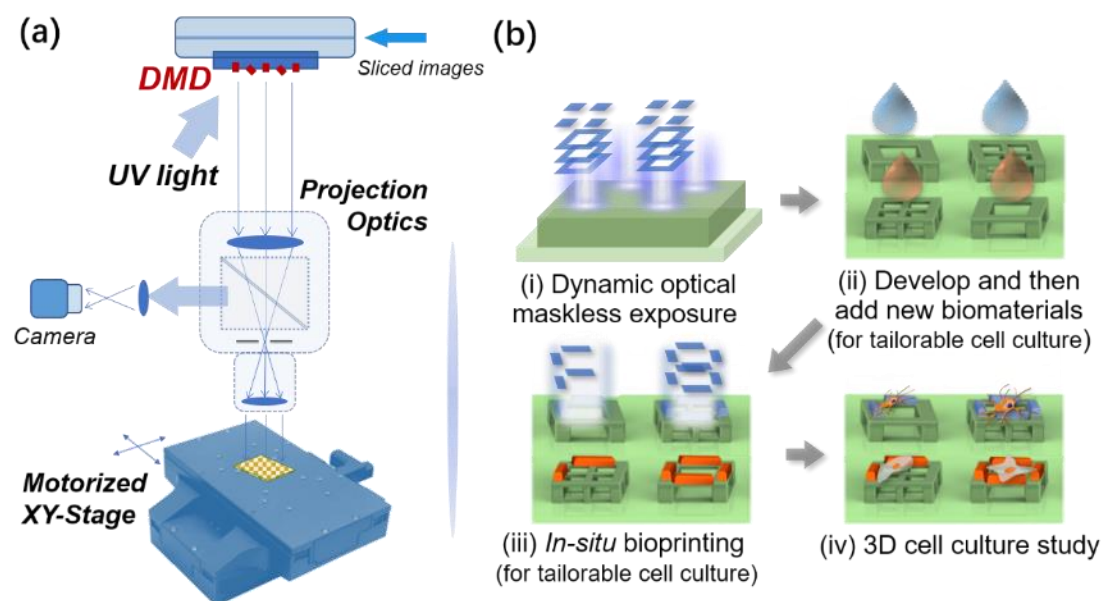 (a)
Sliced images
DMD
UV light
Projection
Optics
Camera
Motorized
XY-Stage
(b)
(i) Dynamic optical
maskless exposure
(ii) Develop and then
add new biomaterials
(for tailorable cell culture)
(iii) In-situ bioprinting
(for tailorable cell culture)
(iv) 3D cell culture study